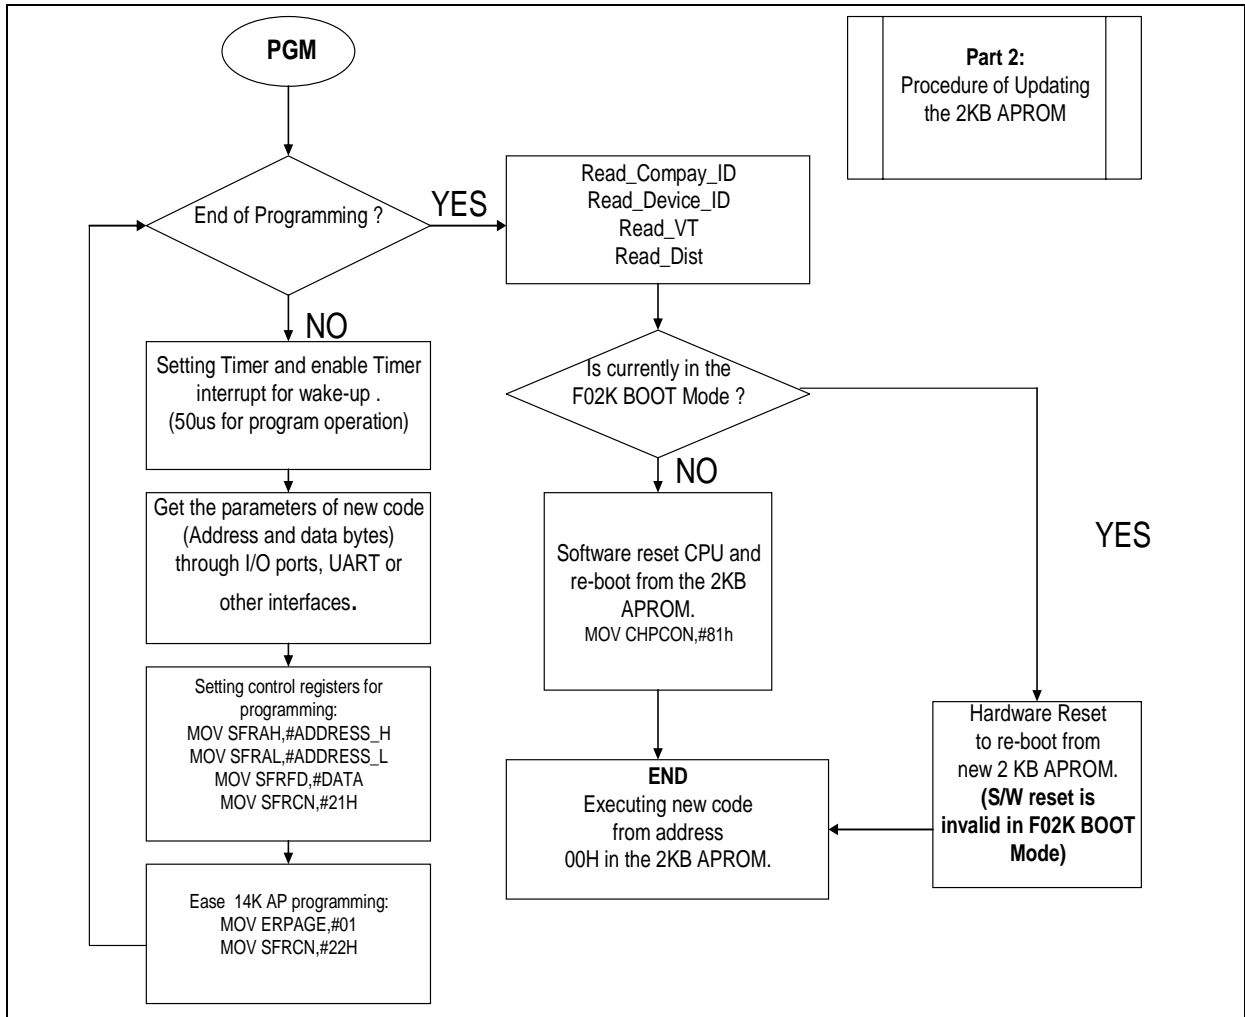 PGM
Part 2:
Procedure of Updating
the 2KB APROM
End of Programming ?
YES
Read_Compay_ID
Read_Device_ID
Read_VT
Read_Dist
NO
Setting Timer and enable Timer
interrupt for wake-up .
(50us for program operation)
Is currently in the
F02K BOOT Mode ?
NO
YES
Get the parameters of new code
(Address and data bytes)
through I/O ports, UART or
other interfaces.
Software reset CPU and
re-boot from the 2KB
APROM.
MOV CHPCON,#81h
Setting control registers for
programming:
MOV SFRAH,#ADDRESS_H
MOV SFRAL,#ADDRESS_L
MOV SFRFD,#DATA
MOV SFRCN,#21H
Hardware Reset
to re-boot from
new 2 KB APROM.
(S/W reset is
invalid in F02K BOOT
Mode)
END
Executing new code
from address
00H in the 2KB APROM.
Ease 14K AP programming:
MOV ERPAGE,#01
MOV SFRCN,#22H